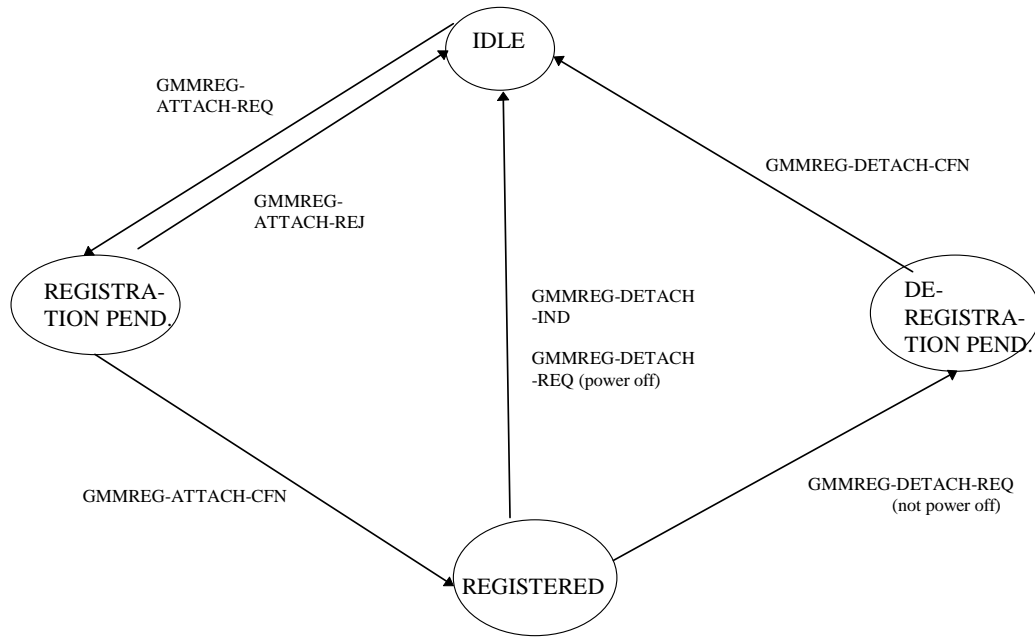 IDLE
GMMREG-
ATTACH-REQ
GMMREG-
ATTACH-REJ
GMMREG-DETACH-CFN
REGISTRA-
TION PEND.
GMMREG-DETACH
-IND
GMMREG-DETACH
-REQ (power off)
DE-
REGISTRA-
TION PEND.
GMMREG-ATTACH-CFN
GMMREG-DETACH-REQ
(not power off)
REGISTERED